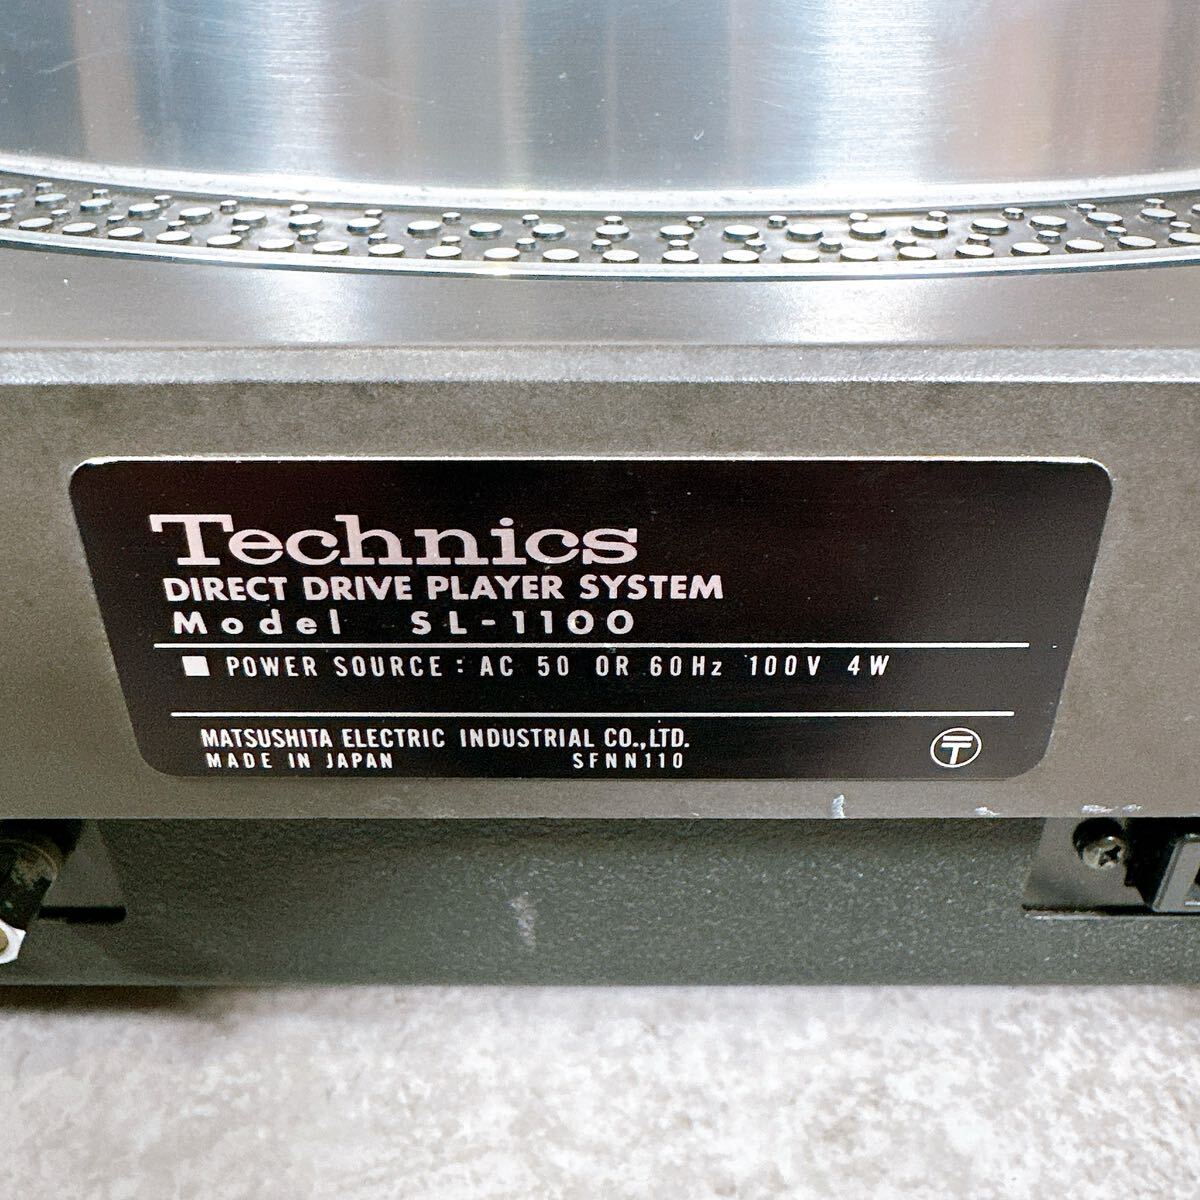 Technics
DIRECT DRIVE PLAYER SYSTEM
Model SL-1100
■ POWER SOURCE : AC 50 OR 60Hz 100V 4W
MATSUSHITA ELECTRIC INDUSTRIAL CO.,LTD.
MADE IN JAPAN SFNN110
〶